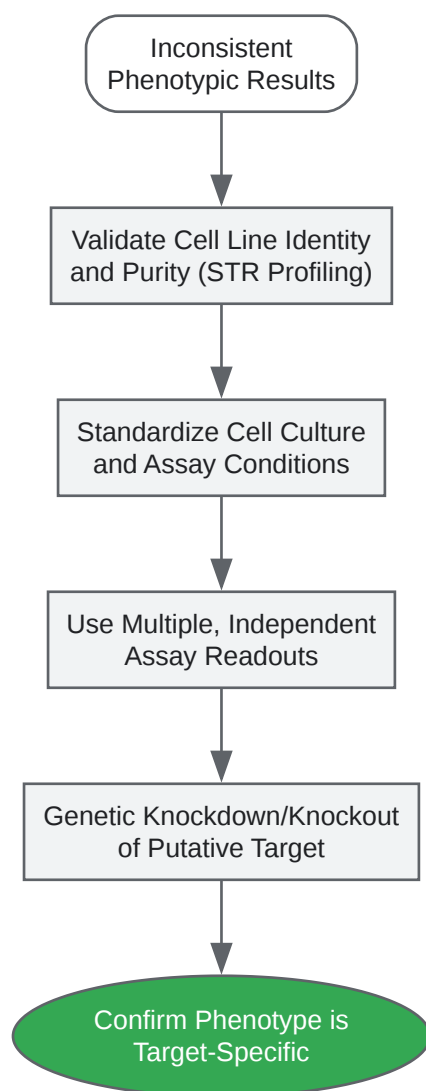 Inconsistent
Phenotypic Results
Validate Cell Line Identity
and Purity (STR Profiling)
Standardize Cell Culture
and Assay Conditions
Use Multiple, Independent
Assay Readouts
Genetic Knockdown/Knockout
of Putative Target
Confirm Phenotype is
Target-Specific